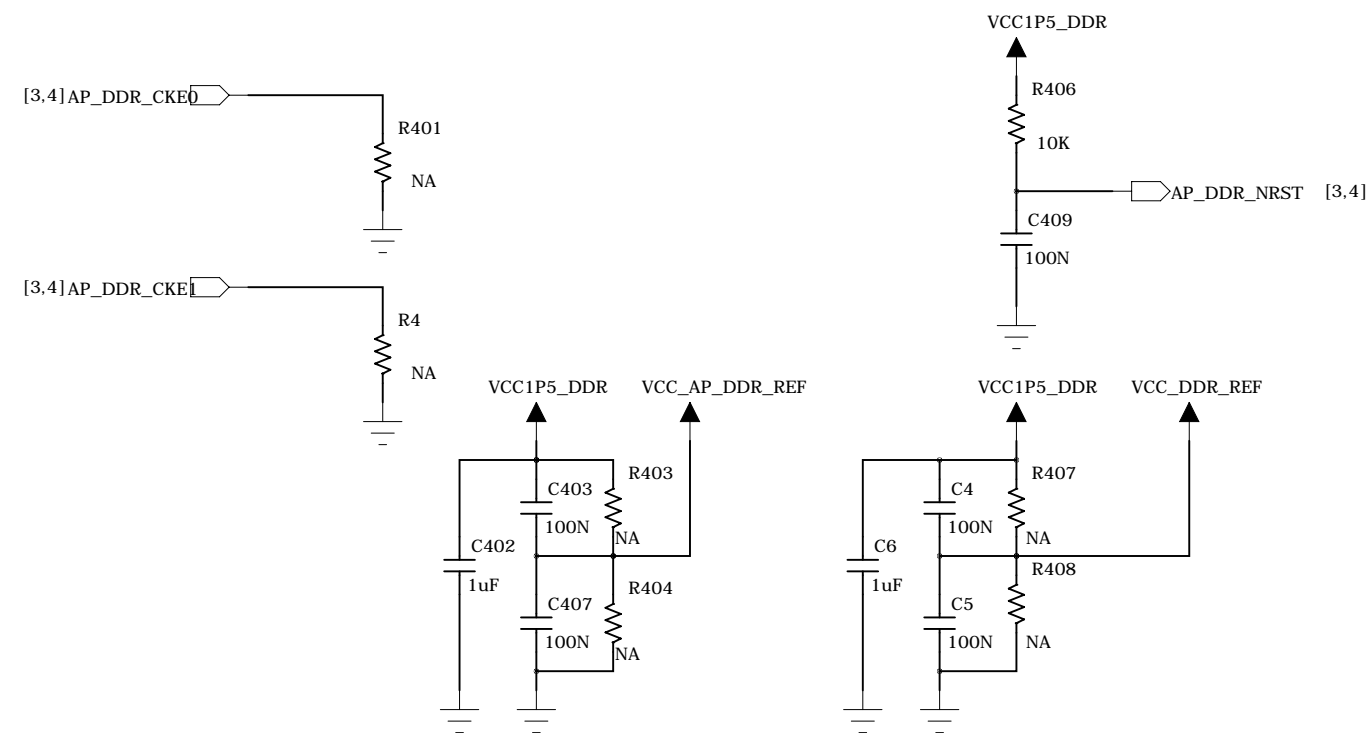 VCC1P5_DDR
[3,4] AP_DDR_CKE0
R406
R401
10K
NA
AP_DDR_NRST [3,4]
C409
100N
[3,4] AP_DDR_CKE1
R4
NA
VCC1P5_DDR
VCC_AP_DDR_REF
VCC1P5_DDR
VCC_DDR_REF
R403
C403
100N
NA
C402
1uF
R404
C407
100N
NA
R407
C4
100N
NA
C6
1uF
R408
C5
100N
NA